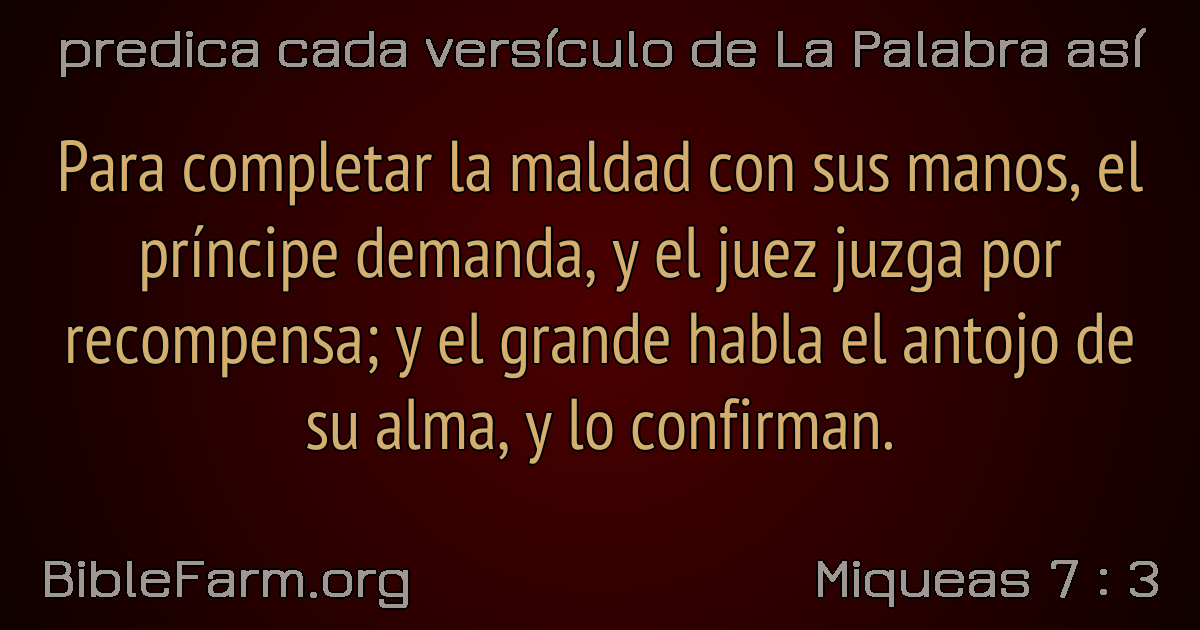 predica cada versículo de La Palabra así
Para completar la maldad con sus manos, el
príncipe demanda, y el juez juzga por
recompensa; y el grande habla el antojo de
su alma, y lo confirman.
BibleFarm.org
Miqueas 7 : 3